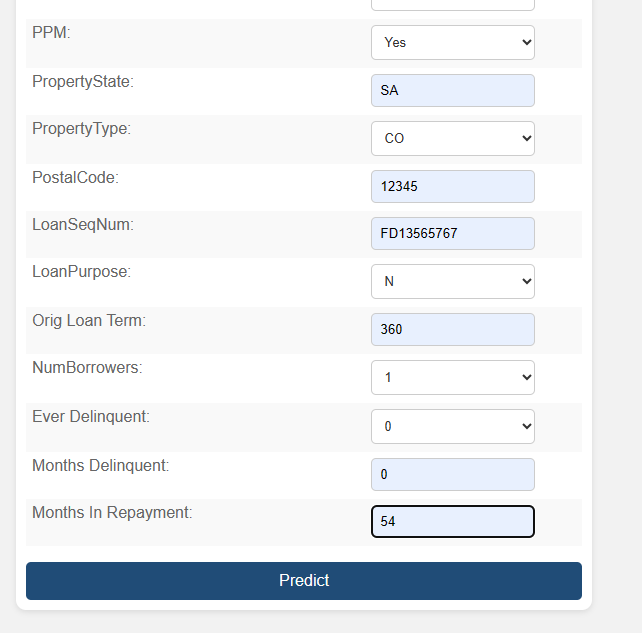 PPM:
Yes
PropertyState:
SA
PropertyType:
CO
PostalCode:
12345
LoanSeqNum:
FD13565767
LoanPurpose:
N
Orig Loan Term:
360
NumBorrowers:
1
Ever Delinquent:
0
Months Delinquent:
0
Months In Repayment:
54
Predict